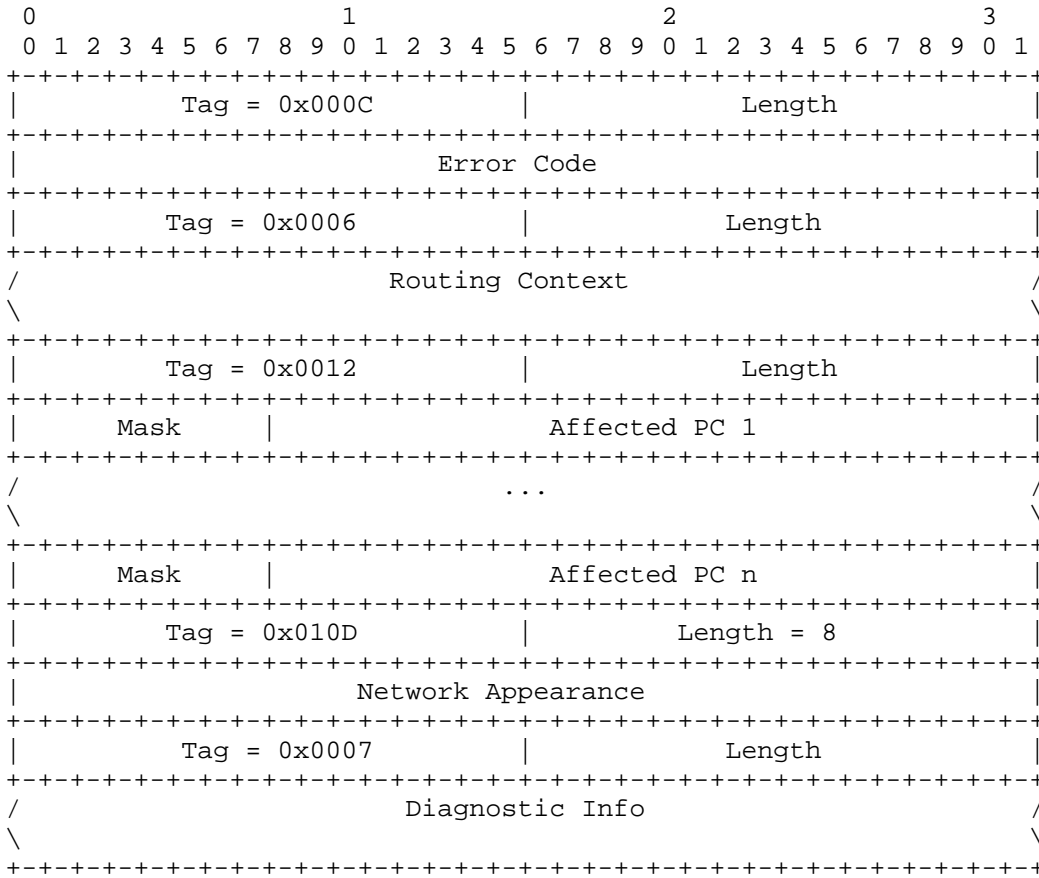 0                   1                   2                   3
 0 1 2 3 4 5 6 7 8 9 0 1 2 3 4 5 6 7 8 9 0 1 2 3 4 5 6 7 8 9 0 1
+-+-+-+-+-+-+-+-+-+-+-+-+-+-+-+-+-+-+-+-+-+-+-+-+-+-+-+-+-+-+-+-+
|          Tag = 0x000C         |             Length            |
+-+-+-+-+-+-+-+-+-+-+-+-+-+-+-+-+-+-+-+-+-+-+-+-+-+-+-+-+-+-+-+-+
|                          Error Code                           |
+-+-+-+-+-+-+-+-+-+-+-+-+-+-+-+-+-+-+-+-+-+-+-+-+-+-+-+-+-+-+-+-+
|         Tag = 0x0006          |            Length             |
+-+-+-+-+-+-+-+-+-+-+-+-+-+-+-+-+-+-+-+-+-+-+-+-+-+-+-+-+-+-+-+-+
/                       Routing Context                         /
\                                                               \
+-+-+-+-+-+-+-+-+-+-+-+-+-+-+-+-+-+-+-+-+-+-+-+-+-+-+-+-+-+-+-+-+
|         Tag = 0x0012          |             Length            |
+-+-+-+-+-+-+-+-+-+-+-+-+-+-+-+-+-+-+-+-+-+-+-+-+-+-+-+-+-+-+-+-+
|      Mask     |                 Affected PC 1                 |
+-+-+-+-+-+-+-+-+-+-+-+-+-+-+-+-+-+-+-+-+-+-+-+-+-+-+-+-+-+-+-+-+
/                              ...                              /
\                                                               \
+-+-+-+-+-+-+-+-+-+-+-+-+-+-+-+-+-+-+-+-+-+-+-+-+-+-+-+-+-+-+-+-+
|      Mask     |                 Affected PC n                 |
+-+-+-+-+-+-+-+-+-+-+-+-+-+-+-+-+-+-+-+-+-+-+-+-+-+-+-+-+-+-+-+-+
|         Tag = 0x010D          |         Length = 8            |
+-+-+-+-+-+-+-+-+-+-+-+-+-+-+-+-+-+-+-+-+-+-+-+-+-+-+-+-+-+-+-+-+
|                     Network Appearance                        |
+-+-+-+-+-+-+-+-+-+-+-+-+-+-+-+-+-+-+-+-+-+-+-+-+-+-+-+-+-+-+-+-+
|          Tag = 0x0007         |            Length             |
+-+-+-+-+-+-+-+-+-+-+-+-+-+-+-+-+-+-+-+-+-+-+-+-+-+-+-+-+-+-+-+-+
/                        Diagnostic Info                        /
\                                                               \
+-+-+-+-+-+-+-+-+-+-+-+-+-+-+-+-+-+-+-+-+-+-+-+-+-+-+-+-+-+-+-+-+